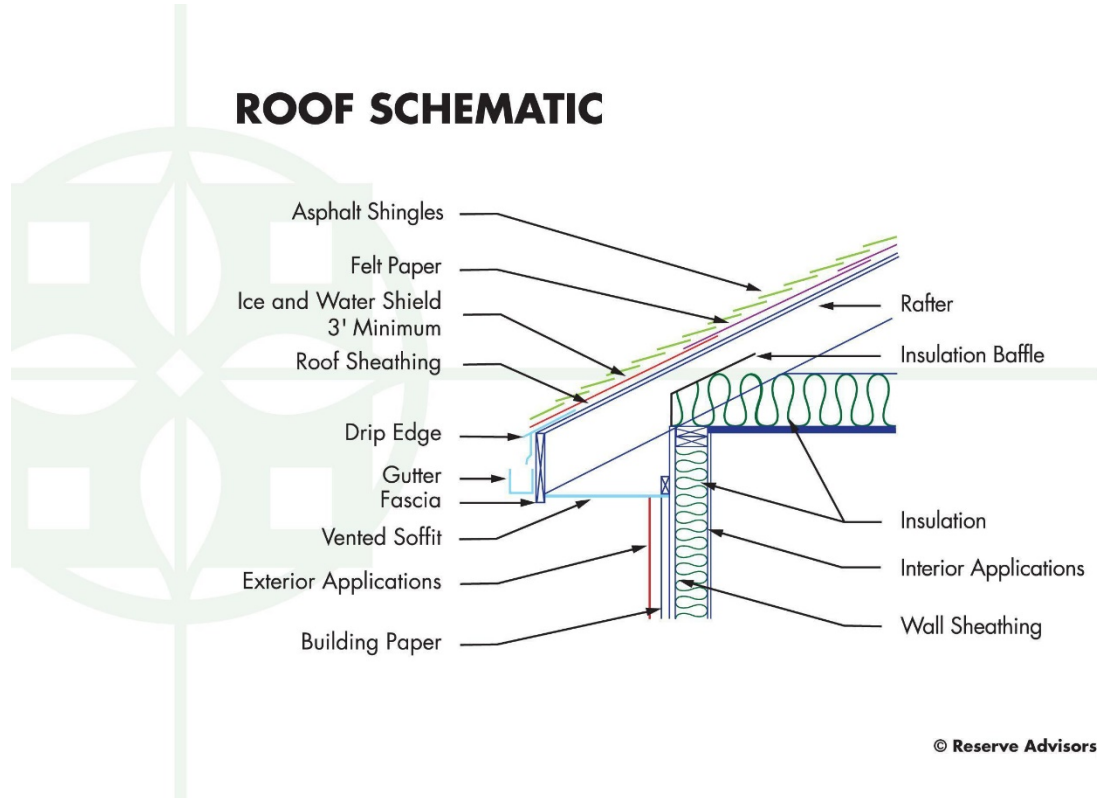 ROOF SCHEMATIC
Asphalt Shingles
Felt Paper
Ice and Water Shield
3' Minimum
Roof Sheathing
Drip Edge
Gutter
Fascia
Vented Soffit
Exterior Applications
Building Paper
Rafter
Insulation Baffle
Insulation
Interior Applications
Wall Sheathing
© Reserve Advisors